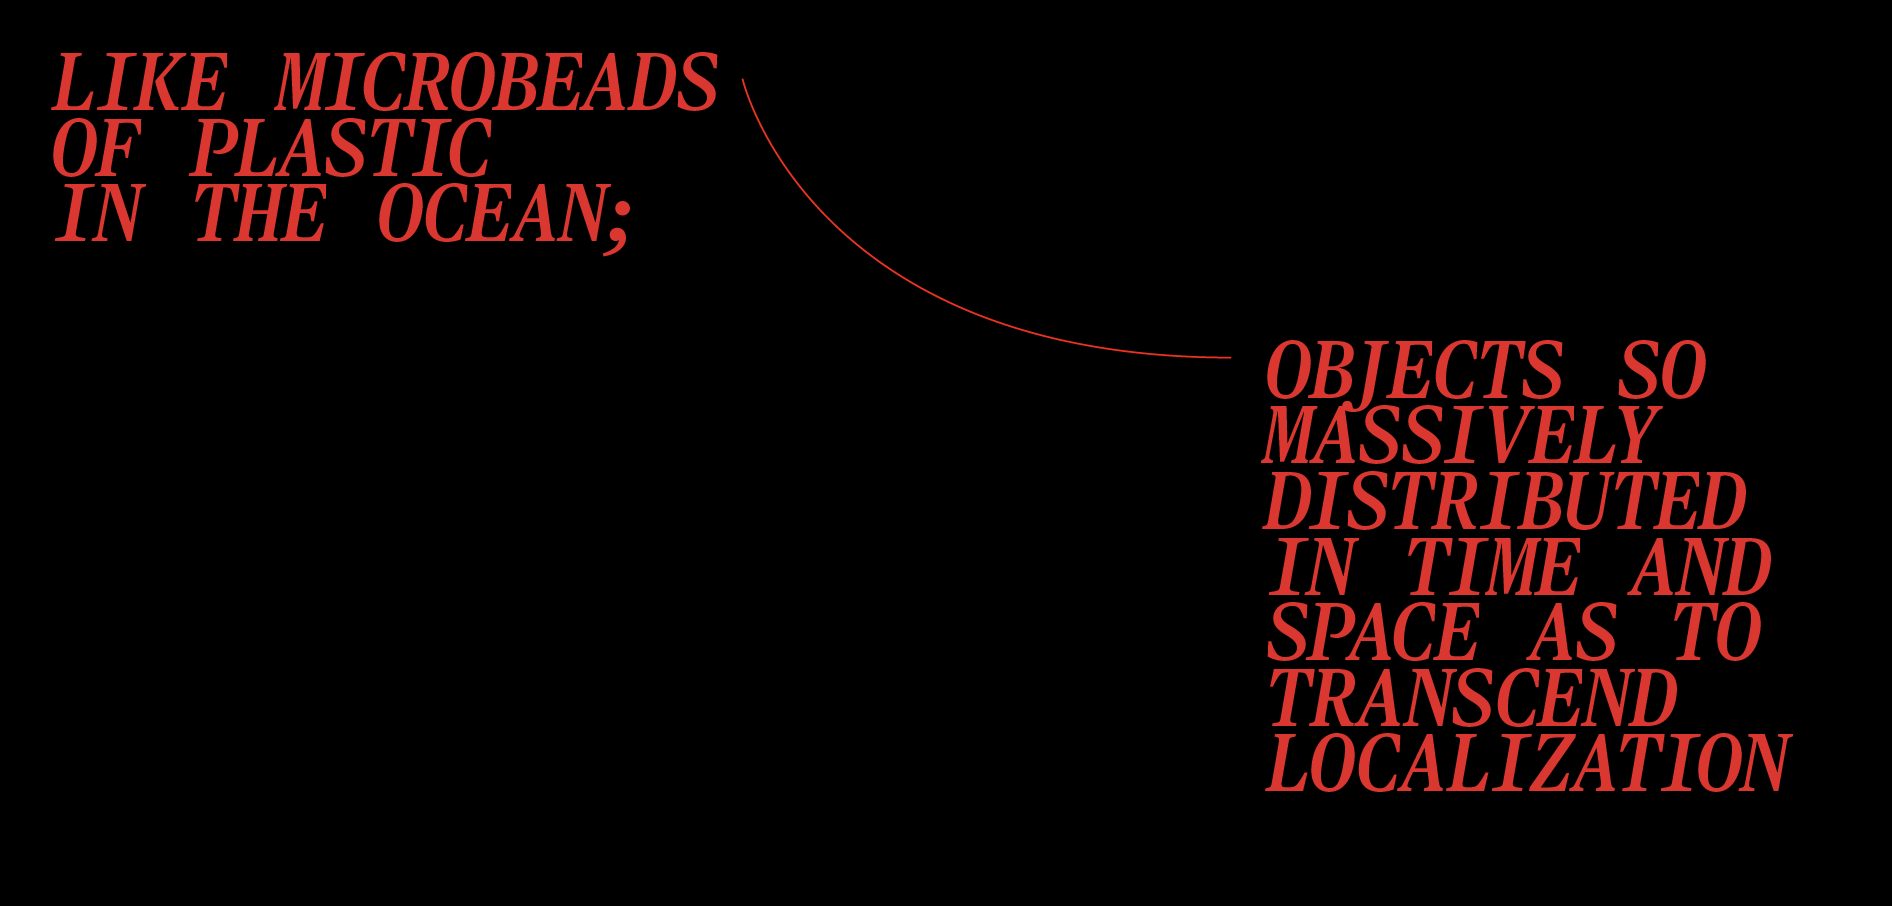 LIKE MICROBEADS
OF PLASTIC
IN THE OCEAN;
OBJECTS SO
MASSIVELY
DISTRIBUTED
IN TIME AND
SPACE AS TO
TRANSCEND
LOCALIZATION